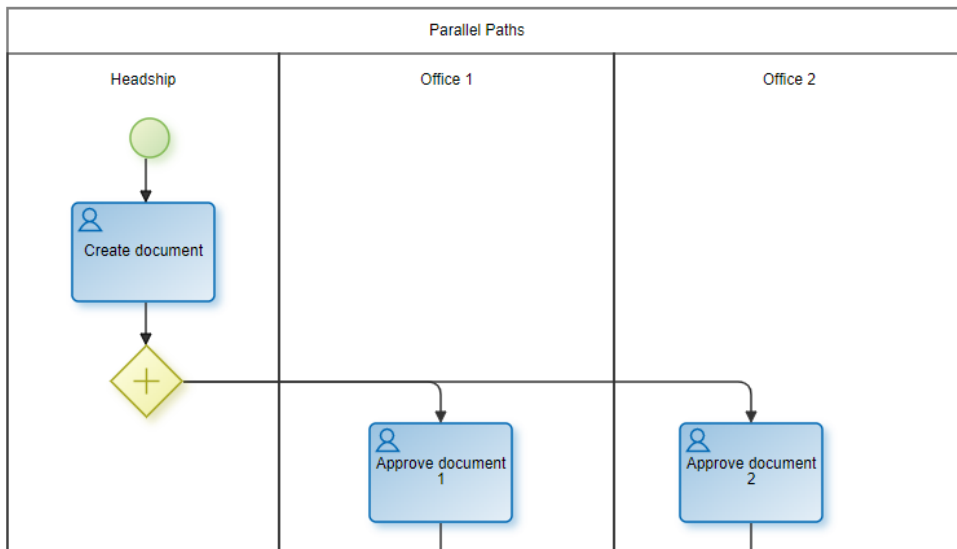 Parallel Paths
Headship
Office 1
Office 2
Create document
Approve document
1
Approve document
2